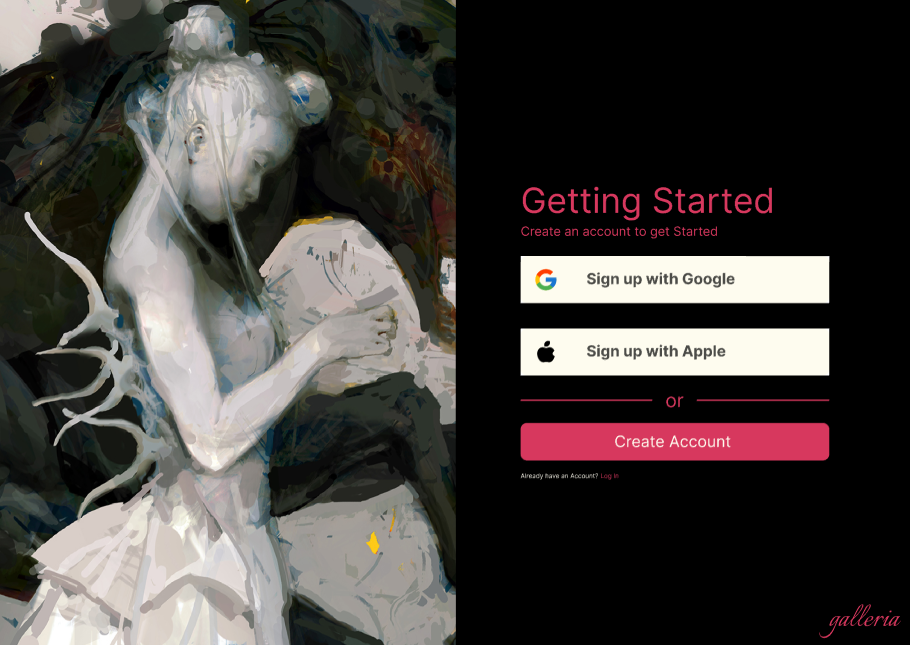 Getting Started
Create an account to get Started
Sign up with Google
Sign up with Apple
or
Create Account
Already have an Account? Log In
galleria